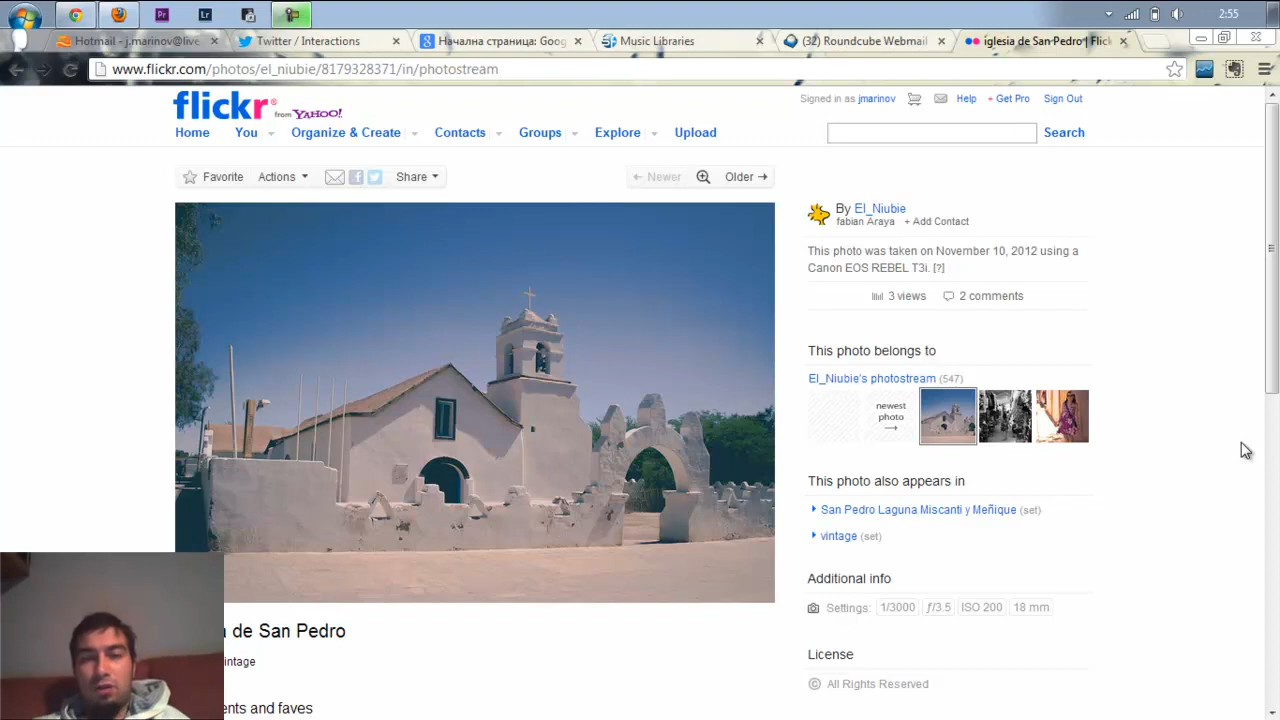 2:55
Hotmail - j.marinov@live
Twitter / Interactions
Начална страница: Goog
Music Libraries
(32) Roundcube Webmail
iglesia de San Pedro | Flick
www.flickr.com/photos/el_niubie/8179328371/in/photostream
flickr from YAHOO!
Signed in as jmarinov Help + Get Pro Sign Out
Home You Organize & Create Contacts Groups Explore Upload Search
Favorite Actions Share ← Newer Older →
By El_Niubie
fabian Araya + Add Contact
This photo was taken on November 10, 2012 using a
Canon EOS REBEL T3i. [?]
3 views 2 comments
This photo belongs to
El_Niubie's photostream (547)
newest
photo
→
This photo also appears in
San Pedro Laguna Miscanti y Meñique (set)
vintage (set)
Additional info
Settings: 1/3000 ƒ/3.5 ISO 200 18 mm
License
© All Rights Reserved
de San Pedro
intage
ents and faves